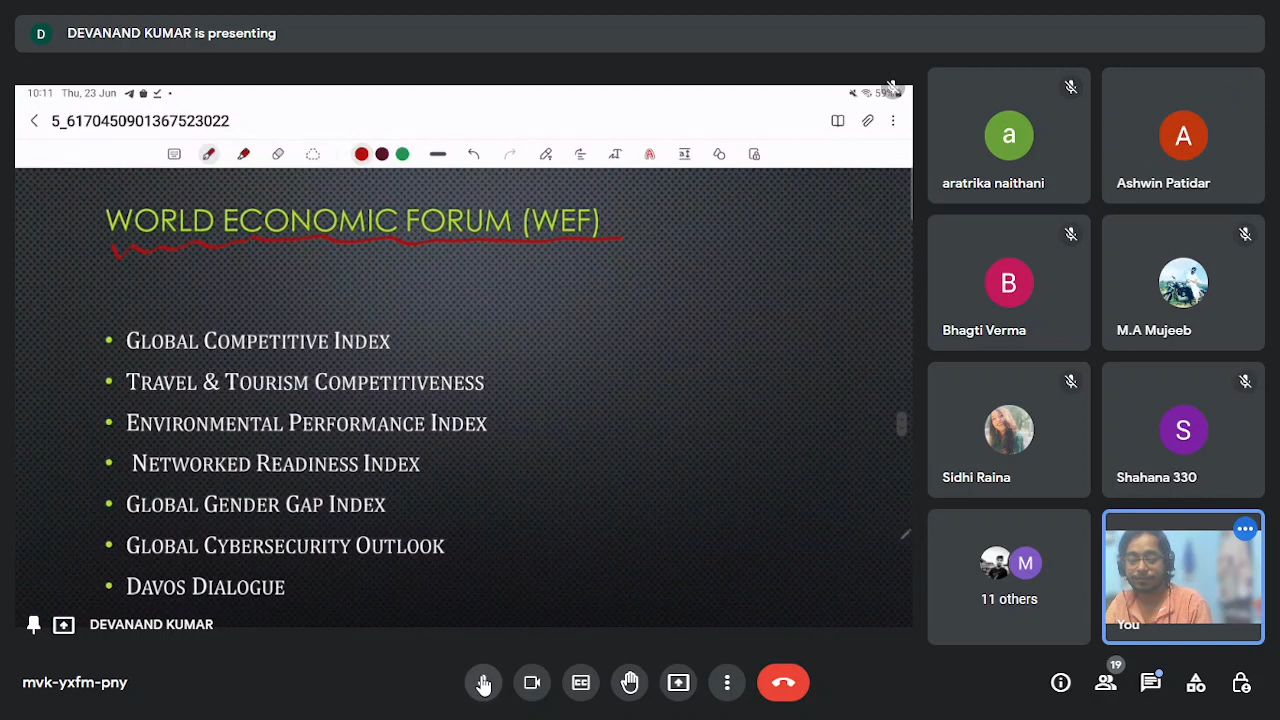 D DEVANAND KUMAR is presenting
10:11 Thu, 23 Jun
59%
5_6170450901367523022
WORLD ECONOMIC FORUM (WEF)
• GLOBAL COMPETITIVE INDEX
• TRAVEL & TOURISM COMPETITIVENESS
• ENVIRONMENTAL PERFORMANCE INDEX
• NETWORKED READINESS INDEX
• GLOBAL GENDER GAP INDEX
• GLOBAL CYBERSECURITY OUTLOOK
• DAVOS DIALOGUE
DEVANAND KUMAR
a
aratrika naithani
A
Ashwin Patidar
B
Bhagti Verma
M.A Mujeeb
Sidhi Raina
S
Shahana 330
M
11 others
You
mvk-yxfm-pny
CC
19